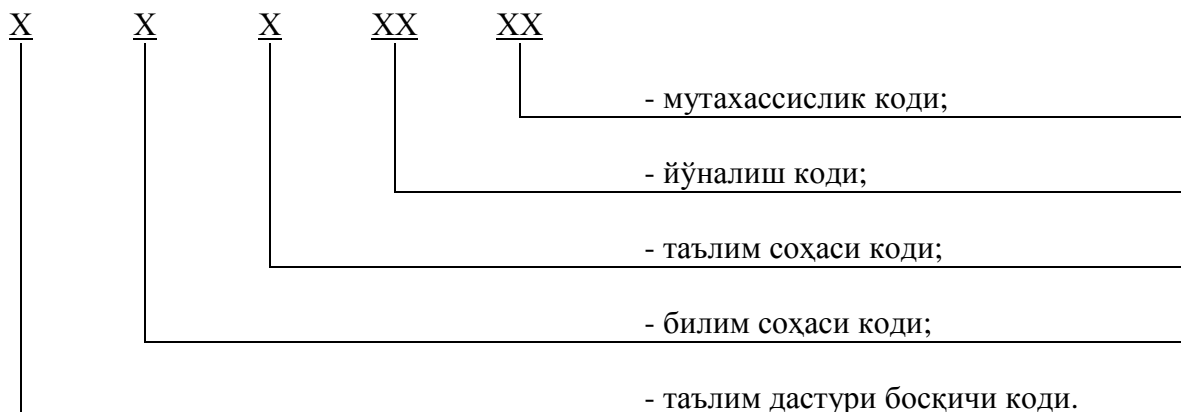 X X X XX XX
- мутахассислик коди;
- йўналиш коди;
- таълим соҳаси коди;
- билим соҳаси коди;
- таълим дастури босқичи коди.